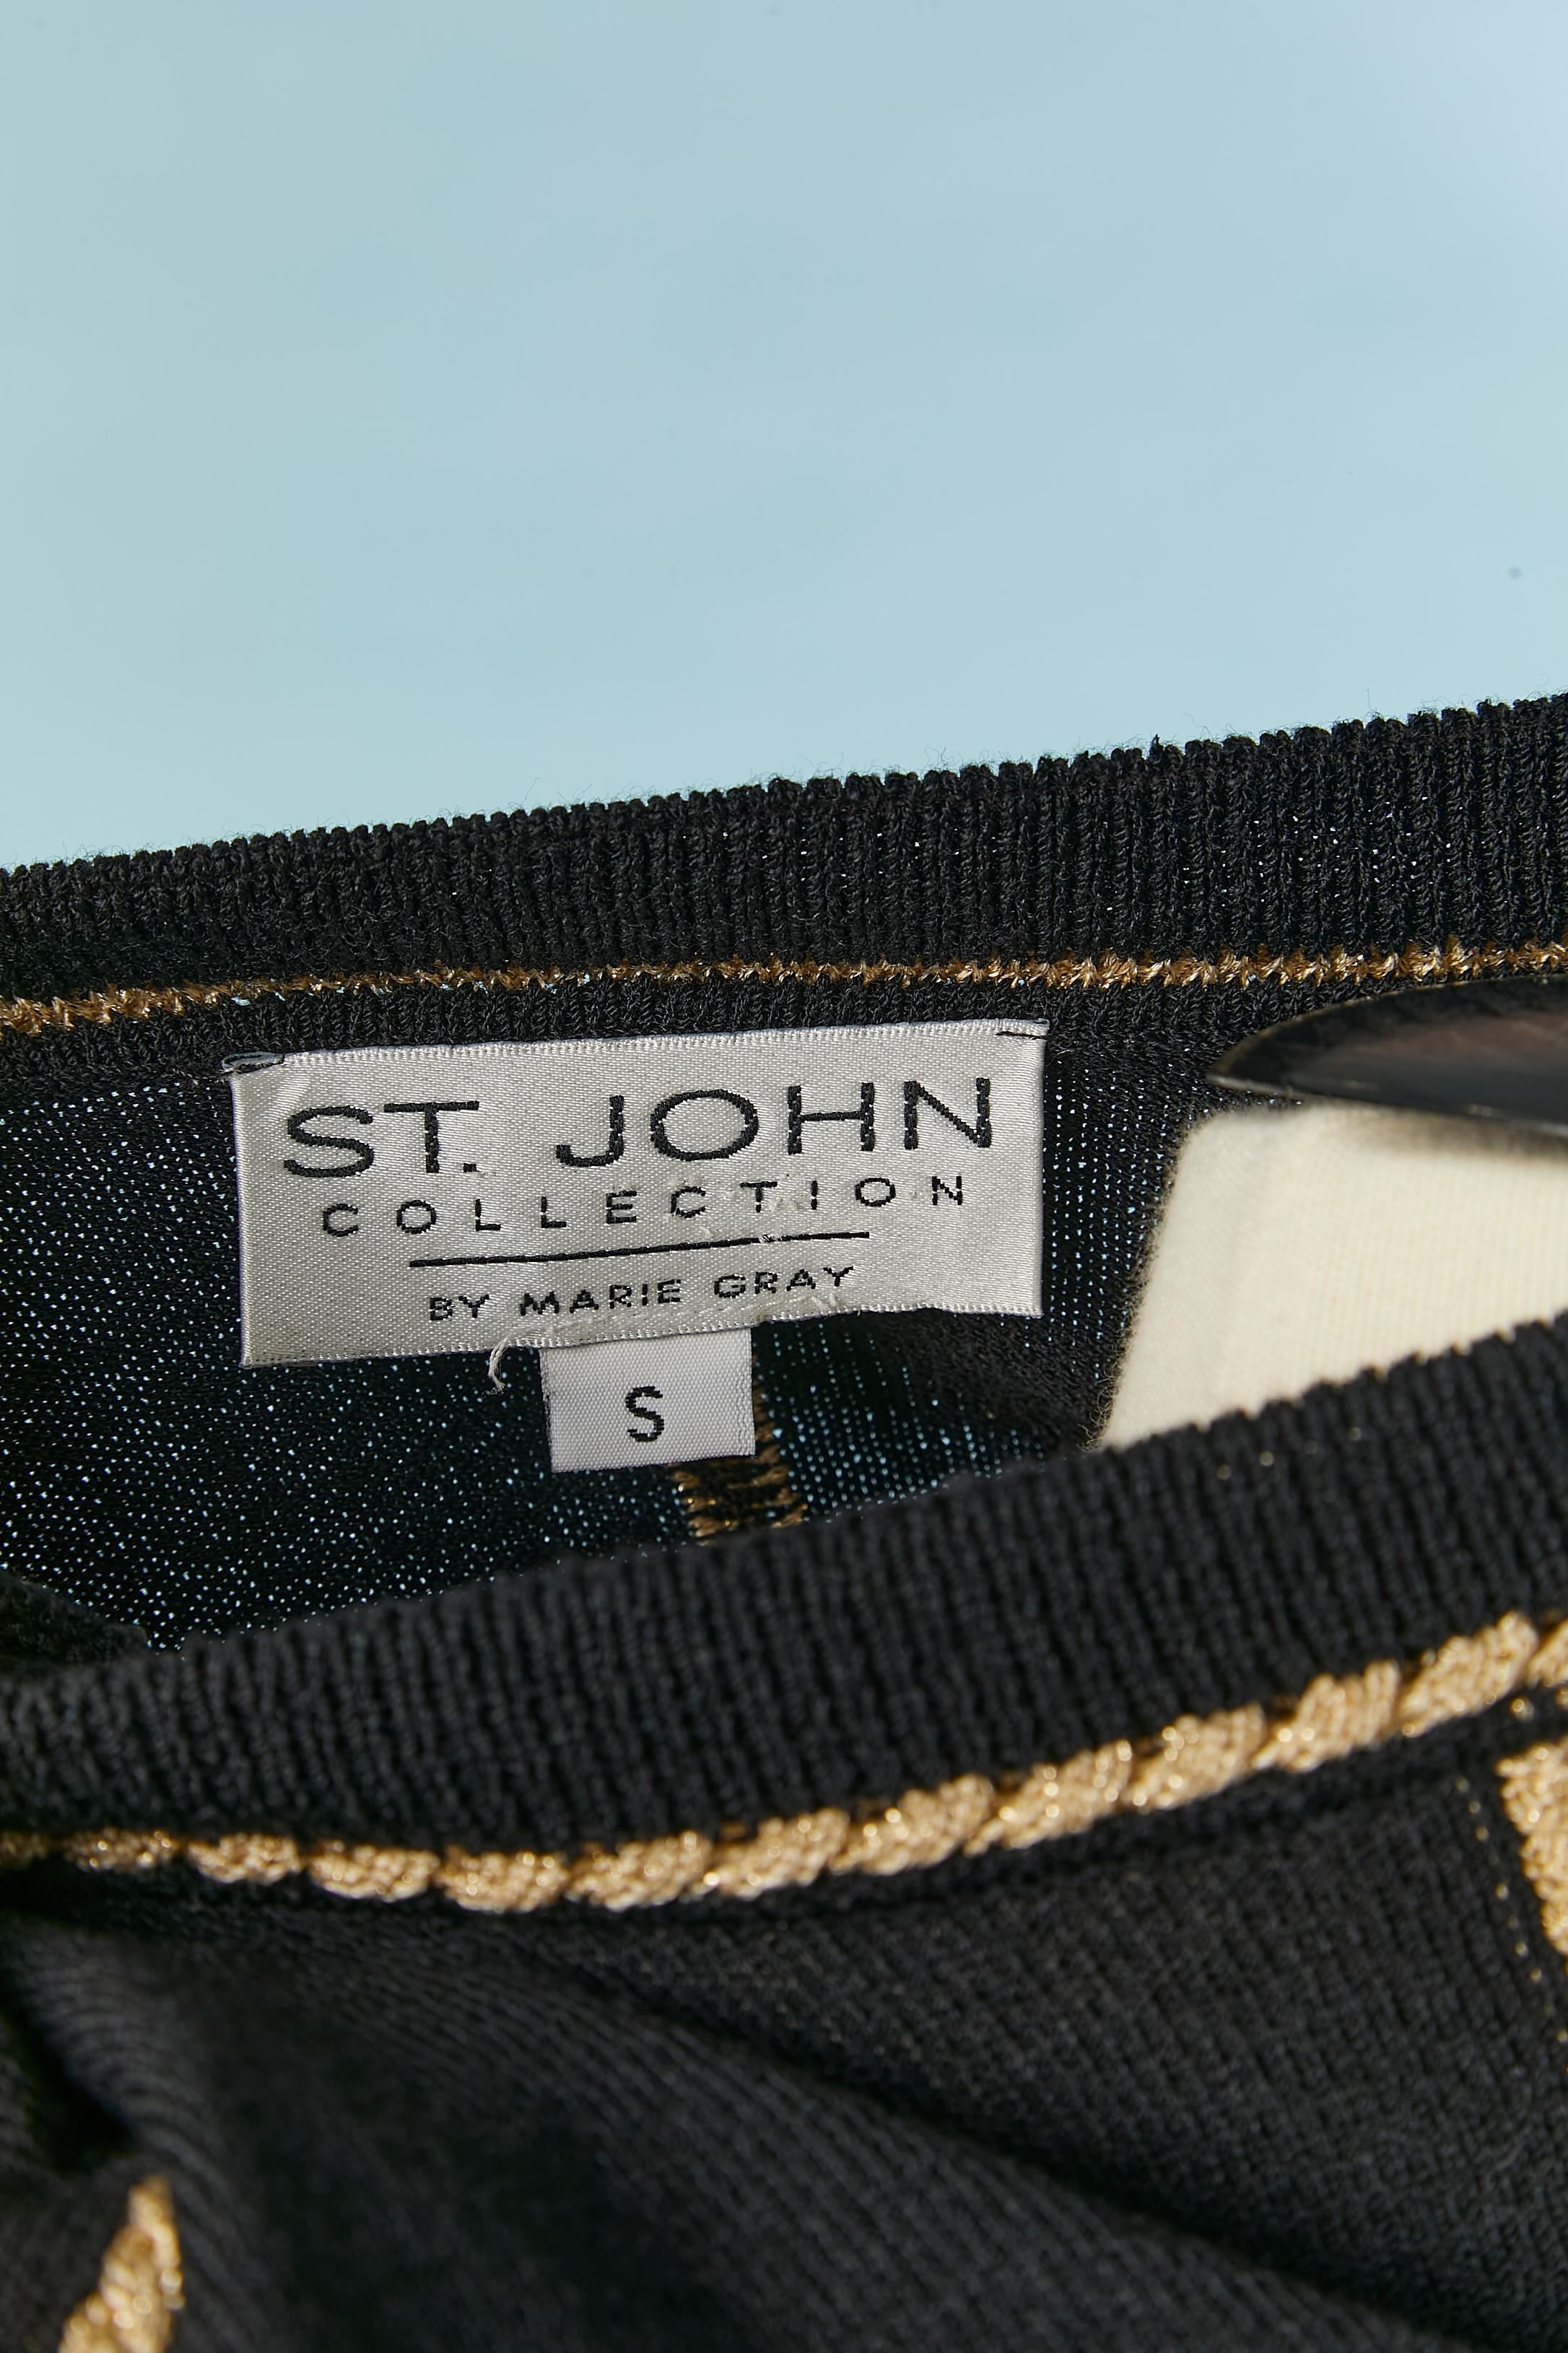 ST. JOHN
COLLECTION
BY MARIE GRAY
S